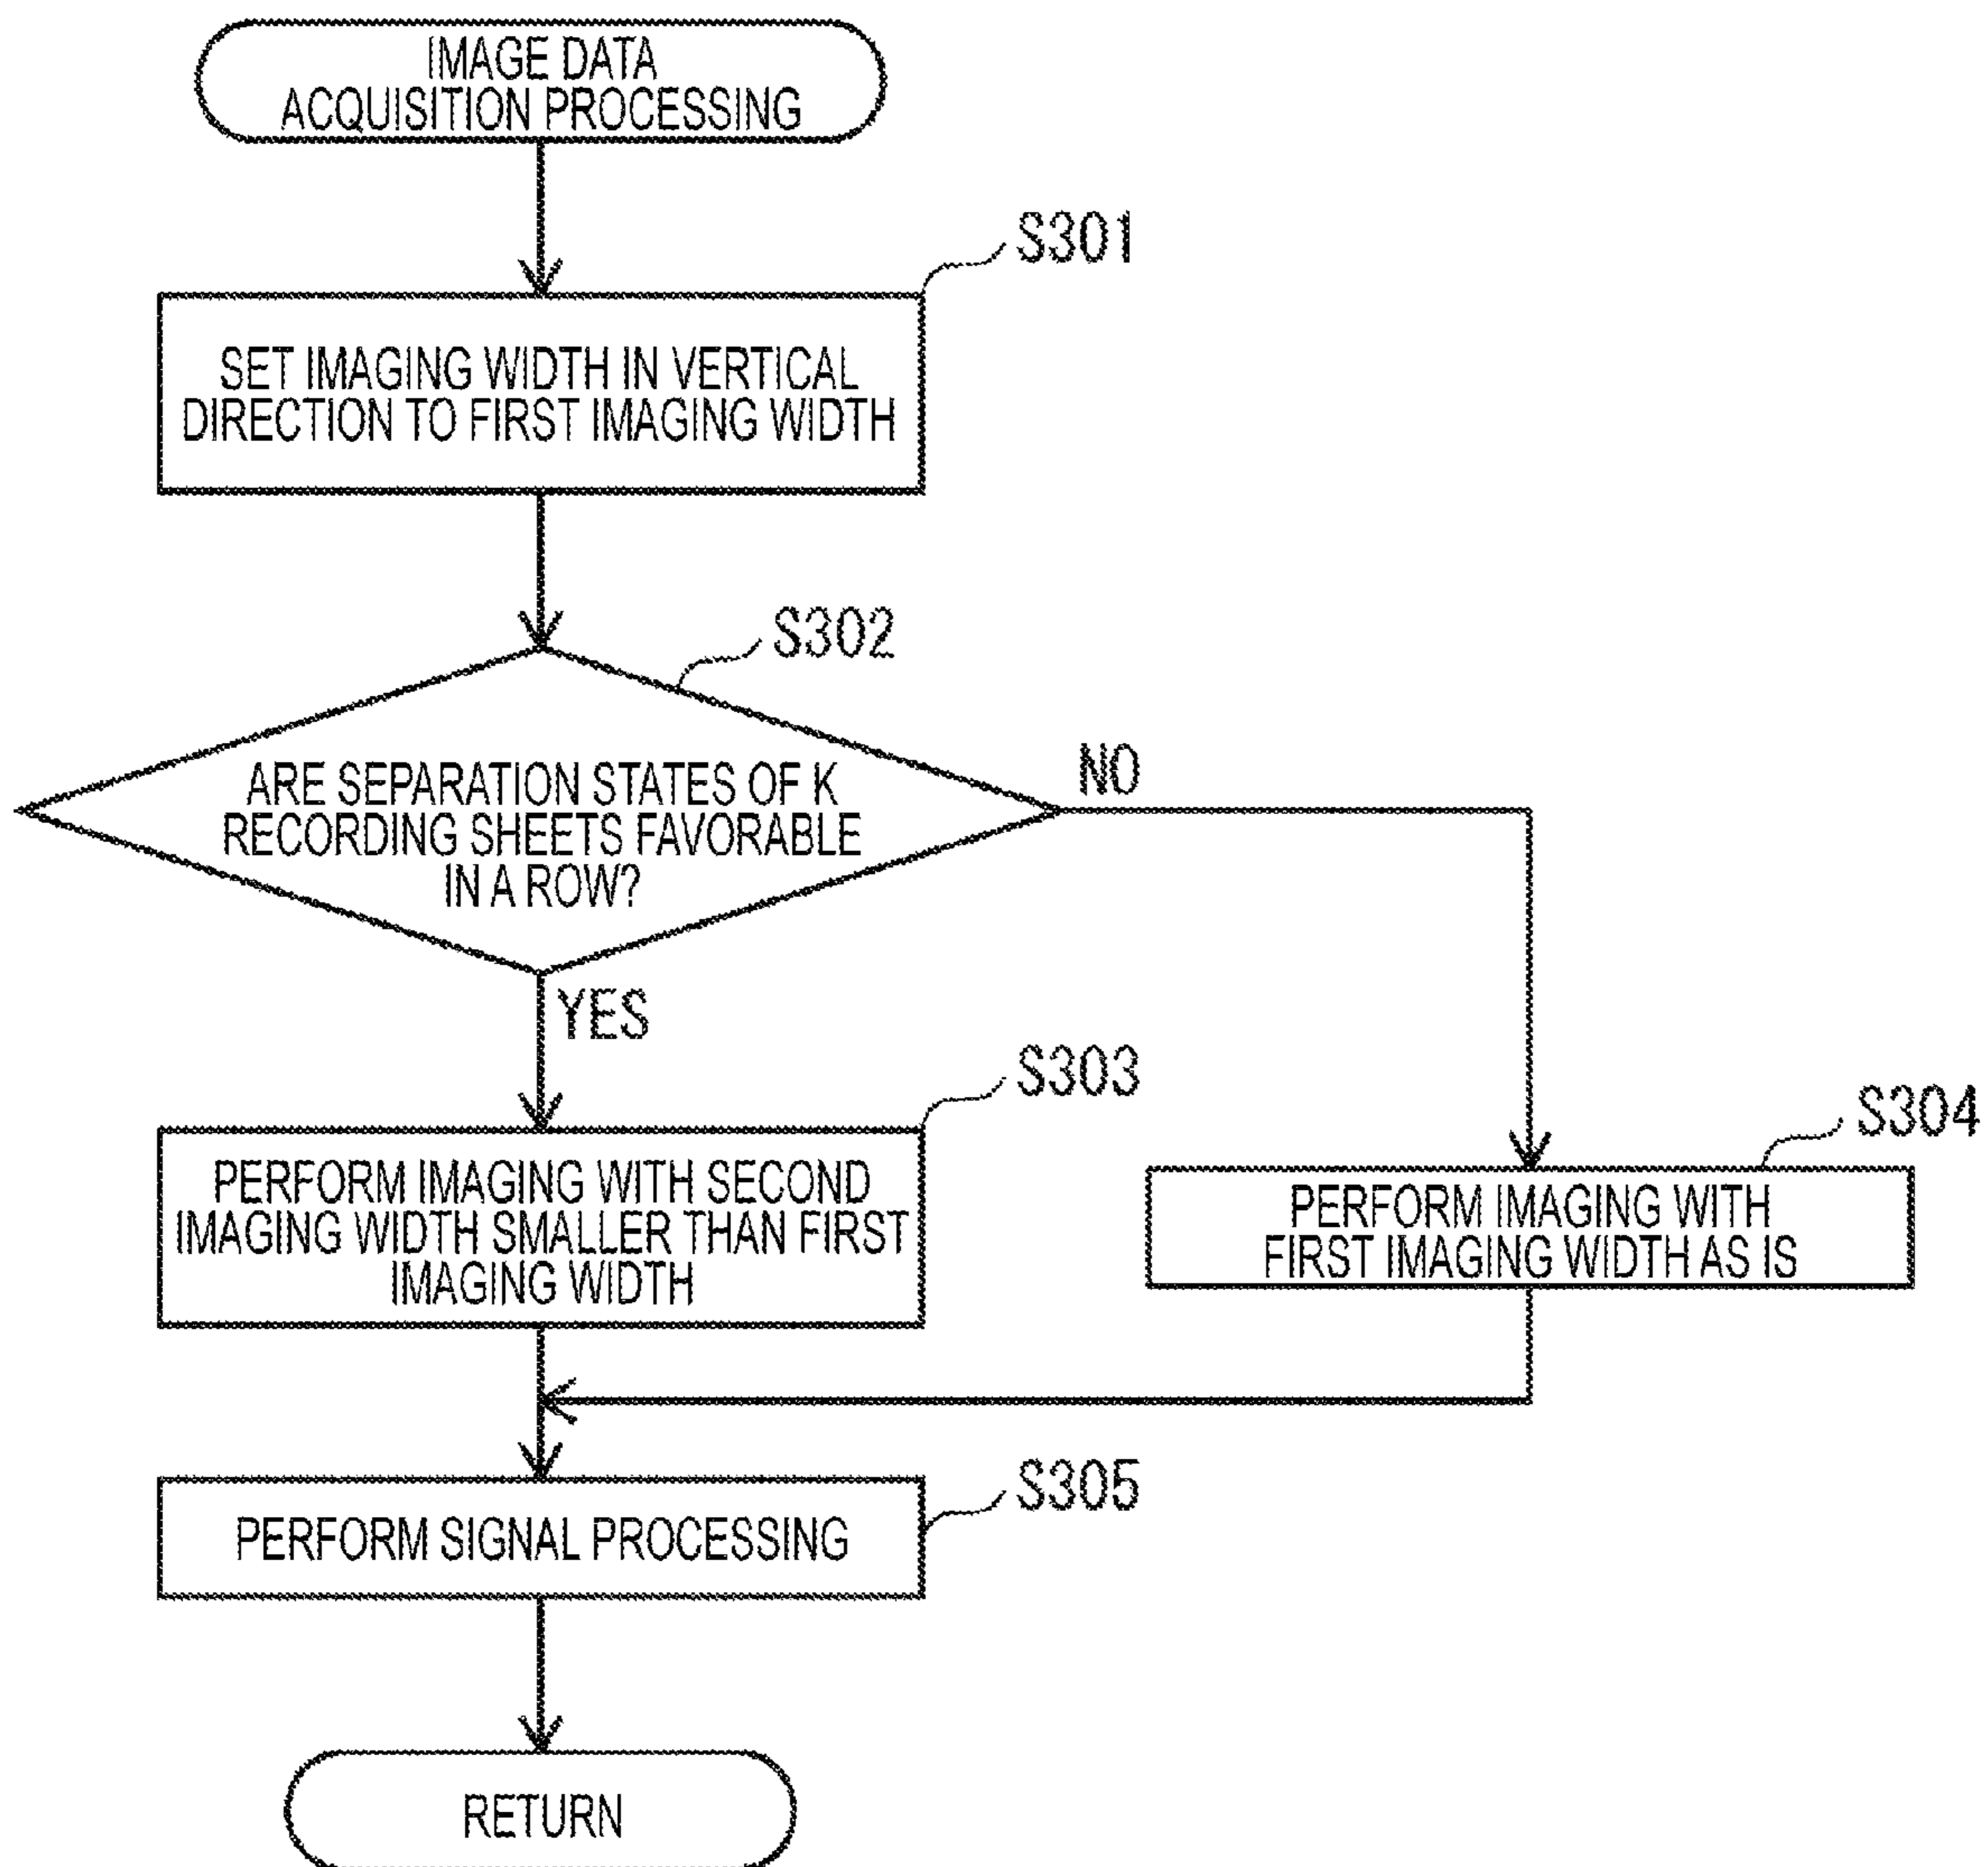 IMAGE DATA
ACQUISITION PROCESSING
S301
SET IMAGING WIDTH IN VERTICAL
DIRECTION TO FIRST IMAGING WIDTH
S302
ARE SEPARATION STATES OF K
RECORDING SHEETS FAVORABLE
IN A ROW?
NO
YES
S303
PERFORM IMAGING WITH SECOND
IMAGING WIDTH SMALLER THAN FIRST
IMAGING WIDTH
S304
PERFORM IMAGING WITH
FIRST IMAGING WIDTH AS IS
S305
PERFORM SIGNAL PROCESSING
RETURN